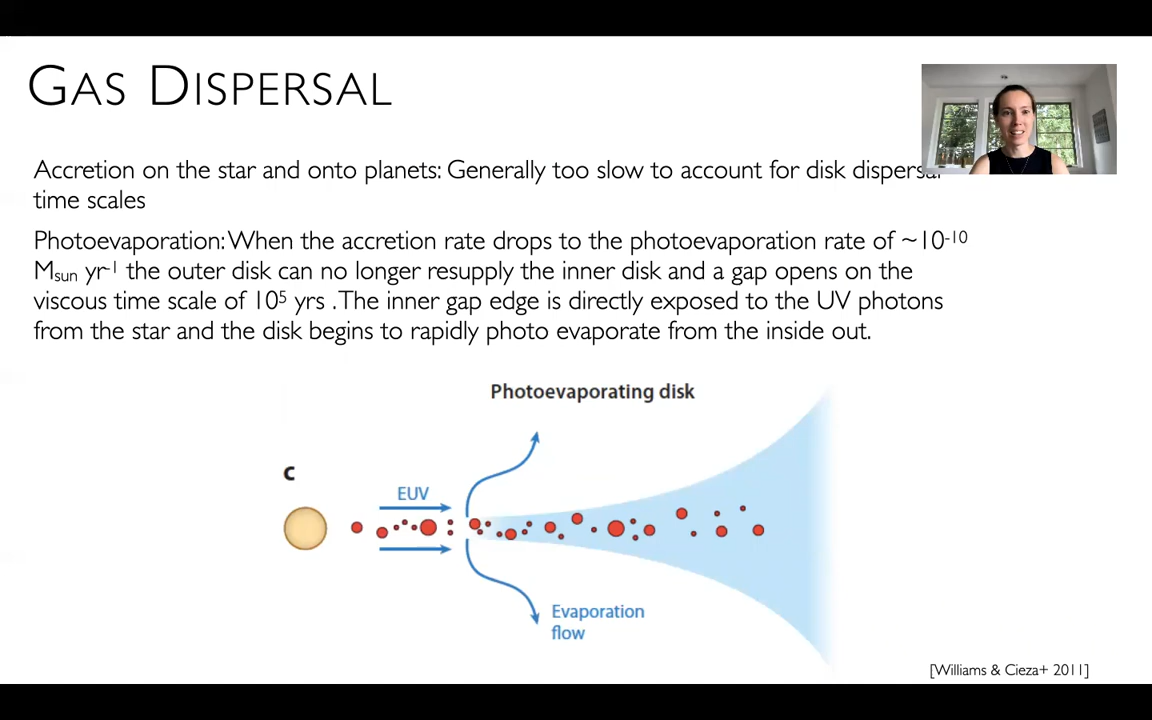 GAS DISPERSAL
Accretion on the star and onto planets: Generally too slow to account for disk dispersal
time scales
Photoevaporation: When the accretion rate drops to the photoevaporation rate of ~10⁻¹⁰
Msun yr⁻¹ the outer disk can no longer resupply the inner disk and a gap opens on the
viscous time scale of 10⁵ yrs . The inner gap edge is directly exposed to the UV photons
from the star and the disk begins to rapidly photo evaporate from the inside out.
Photoevaporating disk
c
EUV
Evaporation
flow
[Williams & Cieza+ 2011]